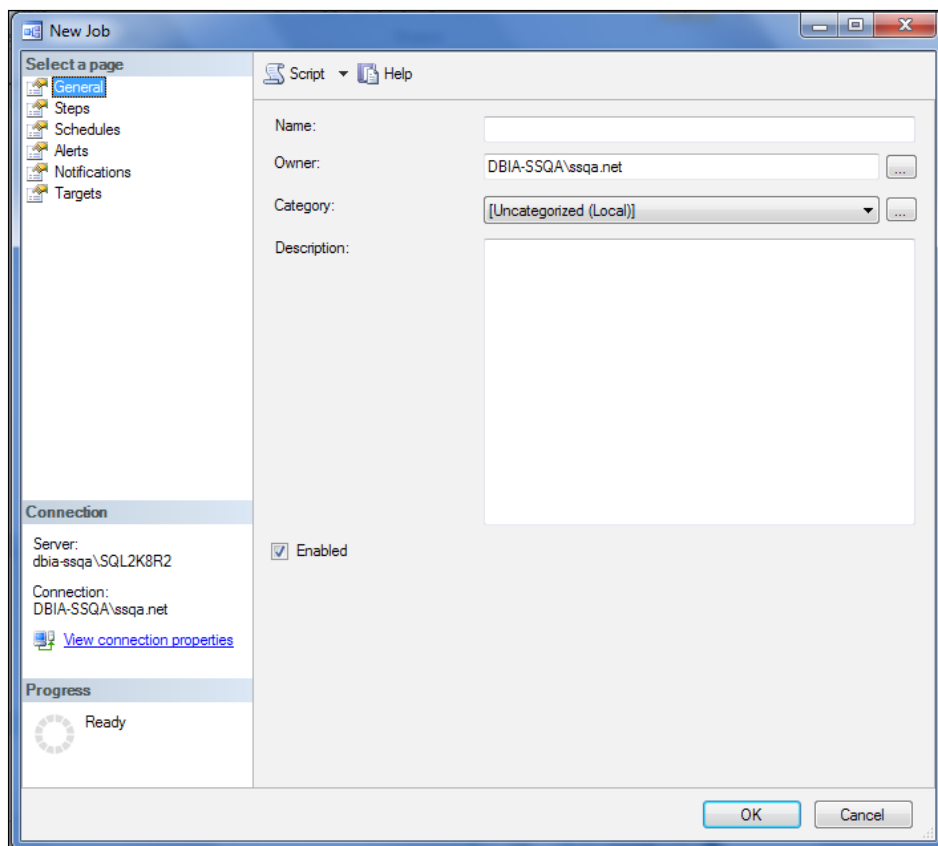 New Job
Select a page
General
Steps
Schedules
Alerts
Notifications
Targets
Script Help
Name:
Owner: DBIA-SSQA\ssqa.net ...
Category: [Uncategorized (Local)] ...
Description:
Enabled
Connection
Server:
dbia-ssqa\SQL2K8R2
Connection:
DBIA-SSQA\ssqa.net
View connection properties
Progress
Ready
OK Cancel